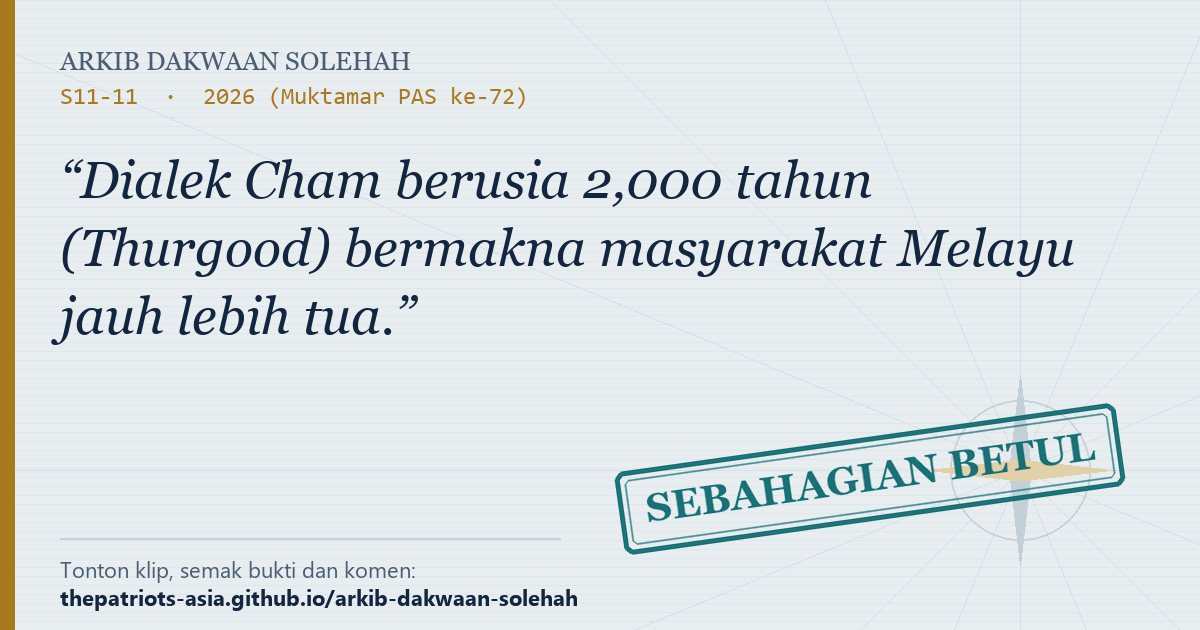 ARKIB DAKWAAN SOLEHAH
S11-11 · 2026 (Muktamar PAS ke-72)
“Dialek Cham berusia 2,000 tahun
(Thurgood) bermakna masyarakat Melayu
jauh lebih tua.”
SEBAHAGIAN BETUL
Tonton klip, semak bukti dan komen:
thepatriots-asia.github.io/arkib-dakwaan-solehah